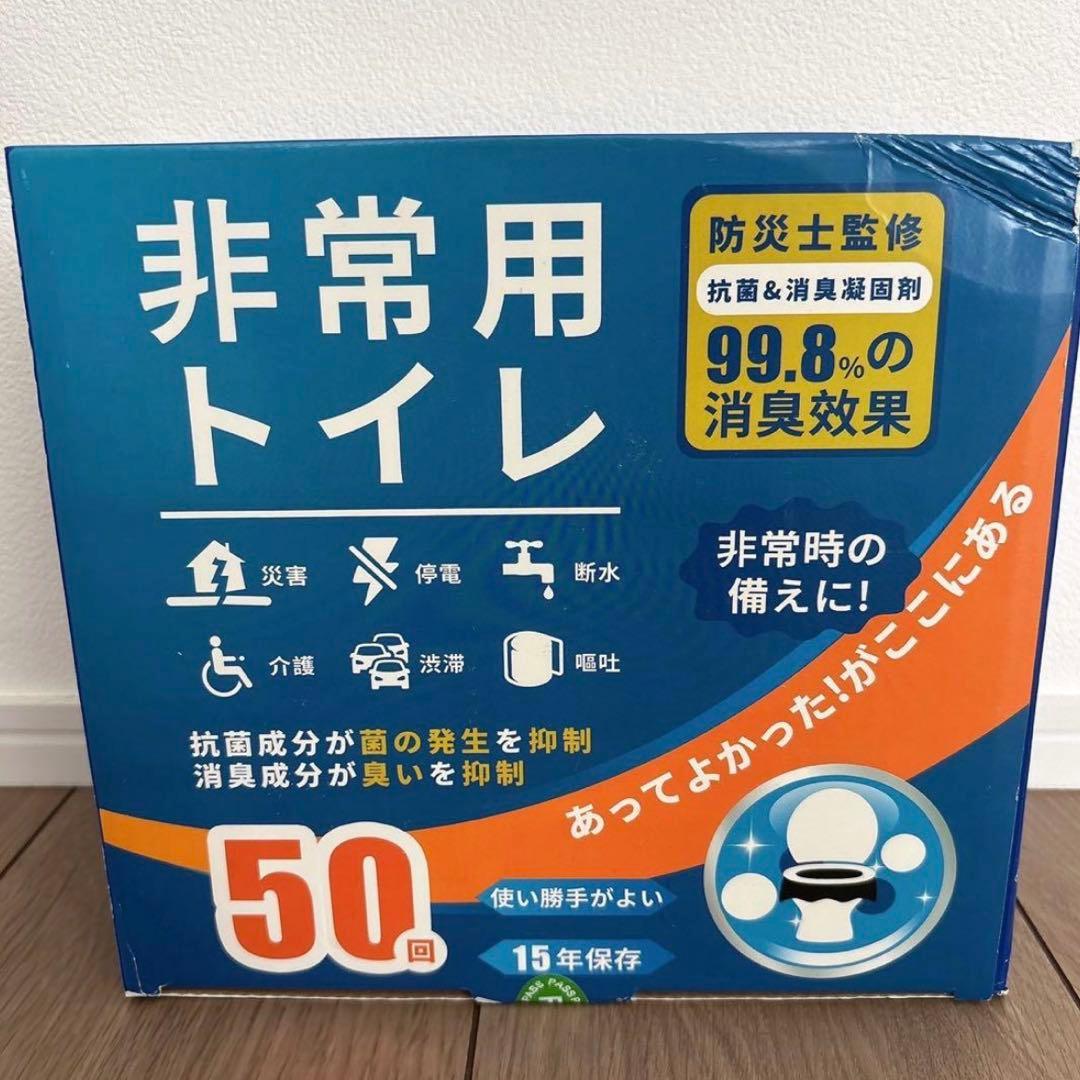 非常用
トイレ
防災士監修
抗菌&消臭凝固剤
99.8%の
消臭効果
災害
停電
断水
介護
渋滞
嘔吐
非常時の
備えに!
あってよかった!がここにある
抗菌成分が菌の発生を抑制
消臭成分が臭いを抑制
50回
使い勝手がよい
15年保存
PASS PASS